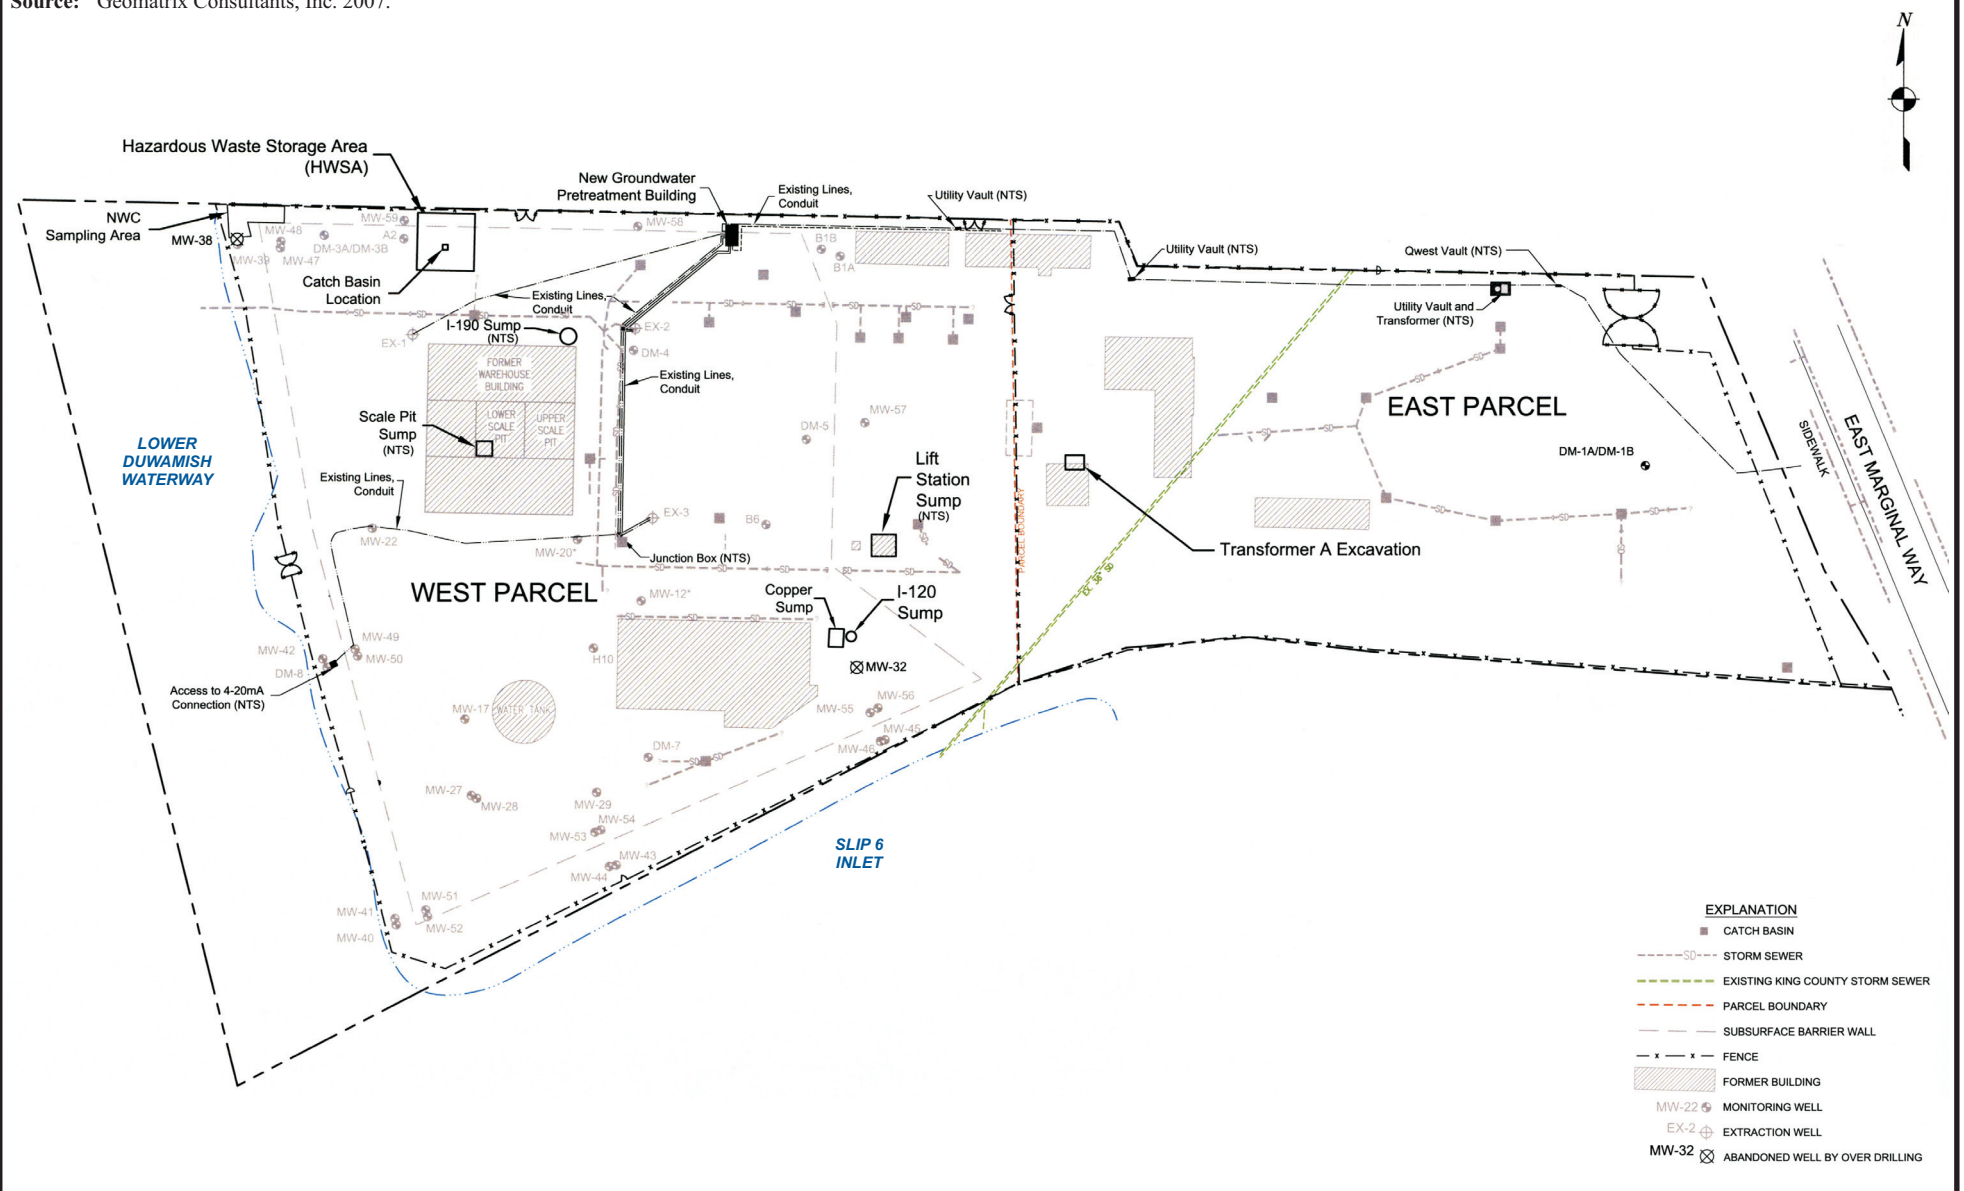 Source: Geomatrix Consultants, Inc. 2007.
N
Hazardous Waste Storage Area
(HWSA)
New Groundwater
Pretreatment Building
Existing Lines,
Conduit
Utility Vault (NTS)
NWC
Sampling Area
MW-38
MW-39
MW-48
MW-47
DM-3A/DM-3B
MW-59
A2
MW-58
B1B
B1A
Utility Vault (NTS)
Qwest Vault (NTS)
Utility Vault and
Transformer (NTS)
Catch Basin
Location
Existing Lines,
Conduit
I-190 Sump
(NTS)
EX-1
EX-2
DM-4
SD
FORMER
WAREHOUSE
BUILDING
LOWER
SCALE
PIT
UPPER
SCALE
PIT
Existing Lines,
Conduit
Scale Pit
Sump
(NTS)
MW-57
DM-5
EAST PARCEL
LOWER
DUWAMISH
WATERWAY
Lift
Station
Sump
(NTS)
DM-1A/DM-1B
SIDEWALK
EAST MARGINAL WAY
Existing Lines,
Conduit
MW-22
EX-3
B6
MW-20*
Junction Box (NTS)
PARCEL BOUNDARY
Transformer A Excavation
WEST PARCEL
MW-12*
Copper
Sump
I-120
Sump
MW-49
MW-50
MW-42
DM-8
H10
MW-32
Access to 4-20mA
Connection (NTS)
MW-17
WATER TANK
MW-56
MW-55
MW-45
MW-46
DM-7
MW-27
MW-28
MW-29
MW-54
MW-53
MW-43
MW-44
SLIP 6
INLET
MW-51
MW-41
MW-52
MW-40
EXPLANATION
CATCH BASIN
SD STORM SEWER
EXISTING KING COUNTY STORM SEWER
PARCEL BOUNDARY
SUBSURFACE BARRIER WALL
FENCE
FORMER BUILDING
MW-22 MONITORING WELL
EX-2 EXTRACTION WELL
MW-32 ABANDONED WELL BY OVER DRILLING